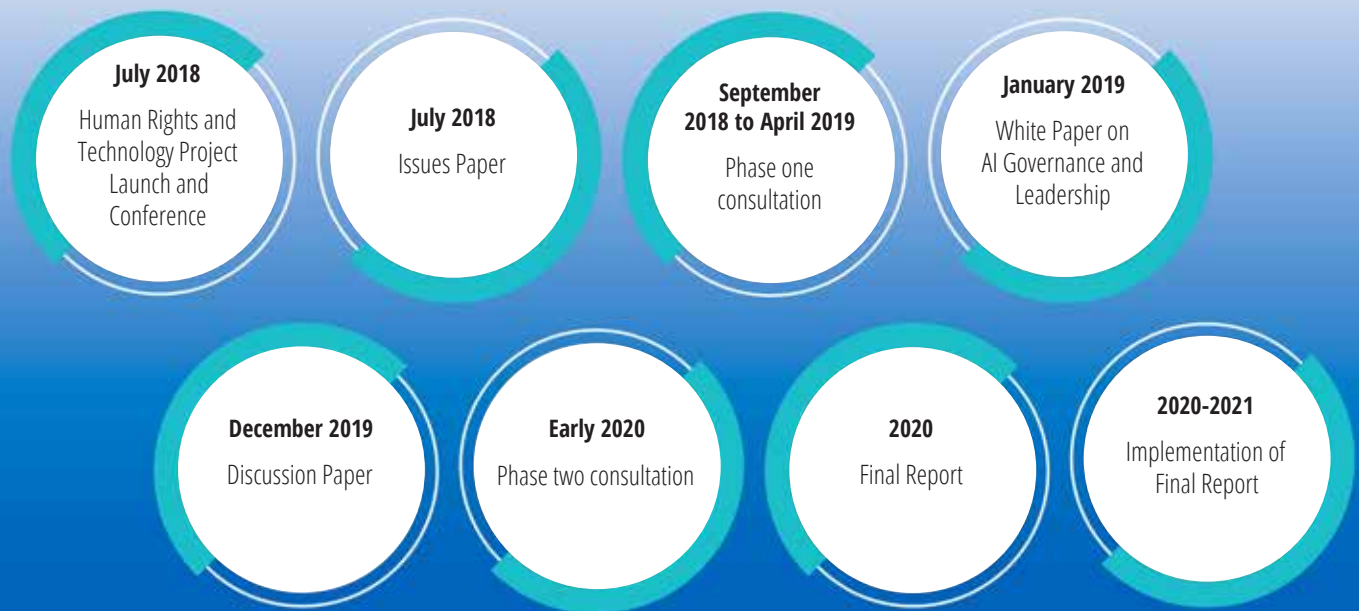 July 2018
Human Rights and
Technology Project
Launch and
Conference
July 2018
Issues Paper
September
2018 to April 2019
Phase one
consultation
January 2019
White Paper on
AI Governance and
Leadership
December 2019
Discussion Paper
Early 2020
Phase two consultation
2020
Final Report
2020-2021
Implementation of
Final Report